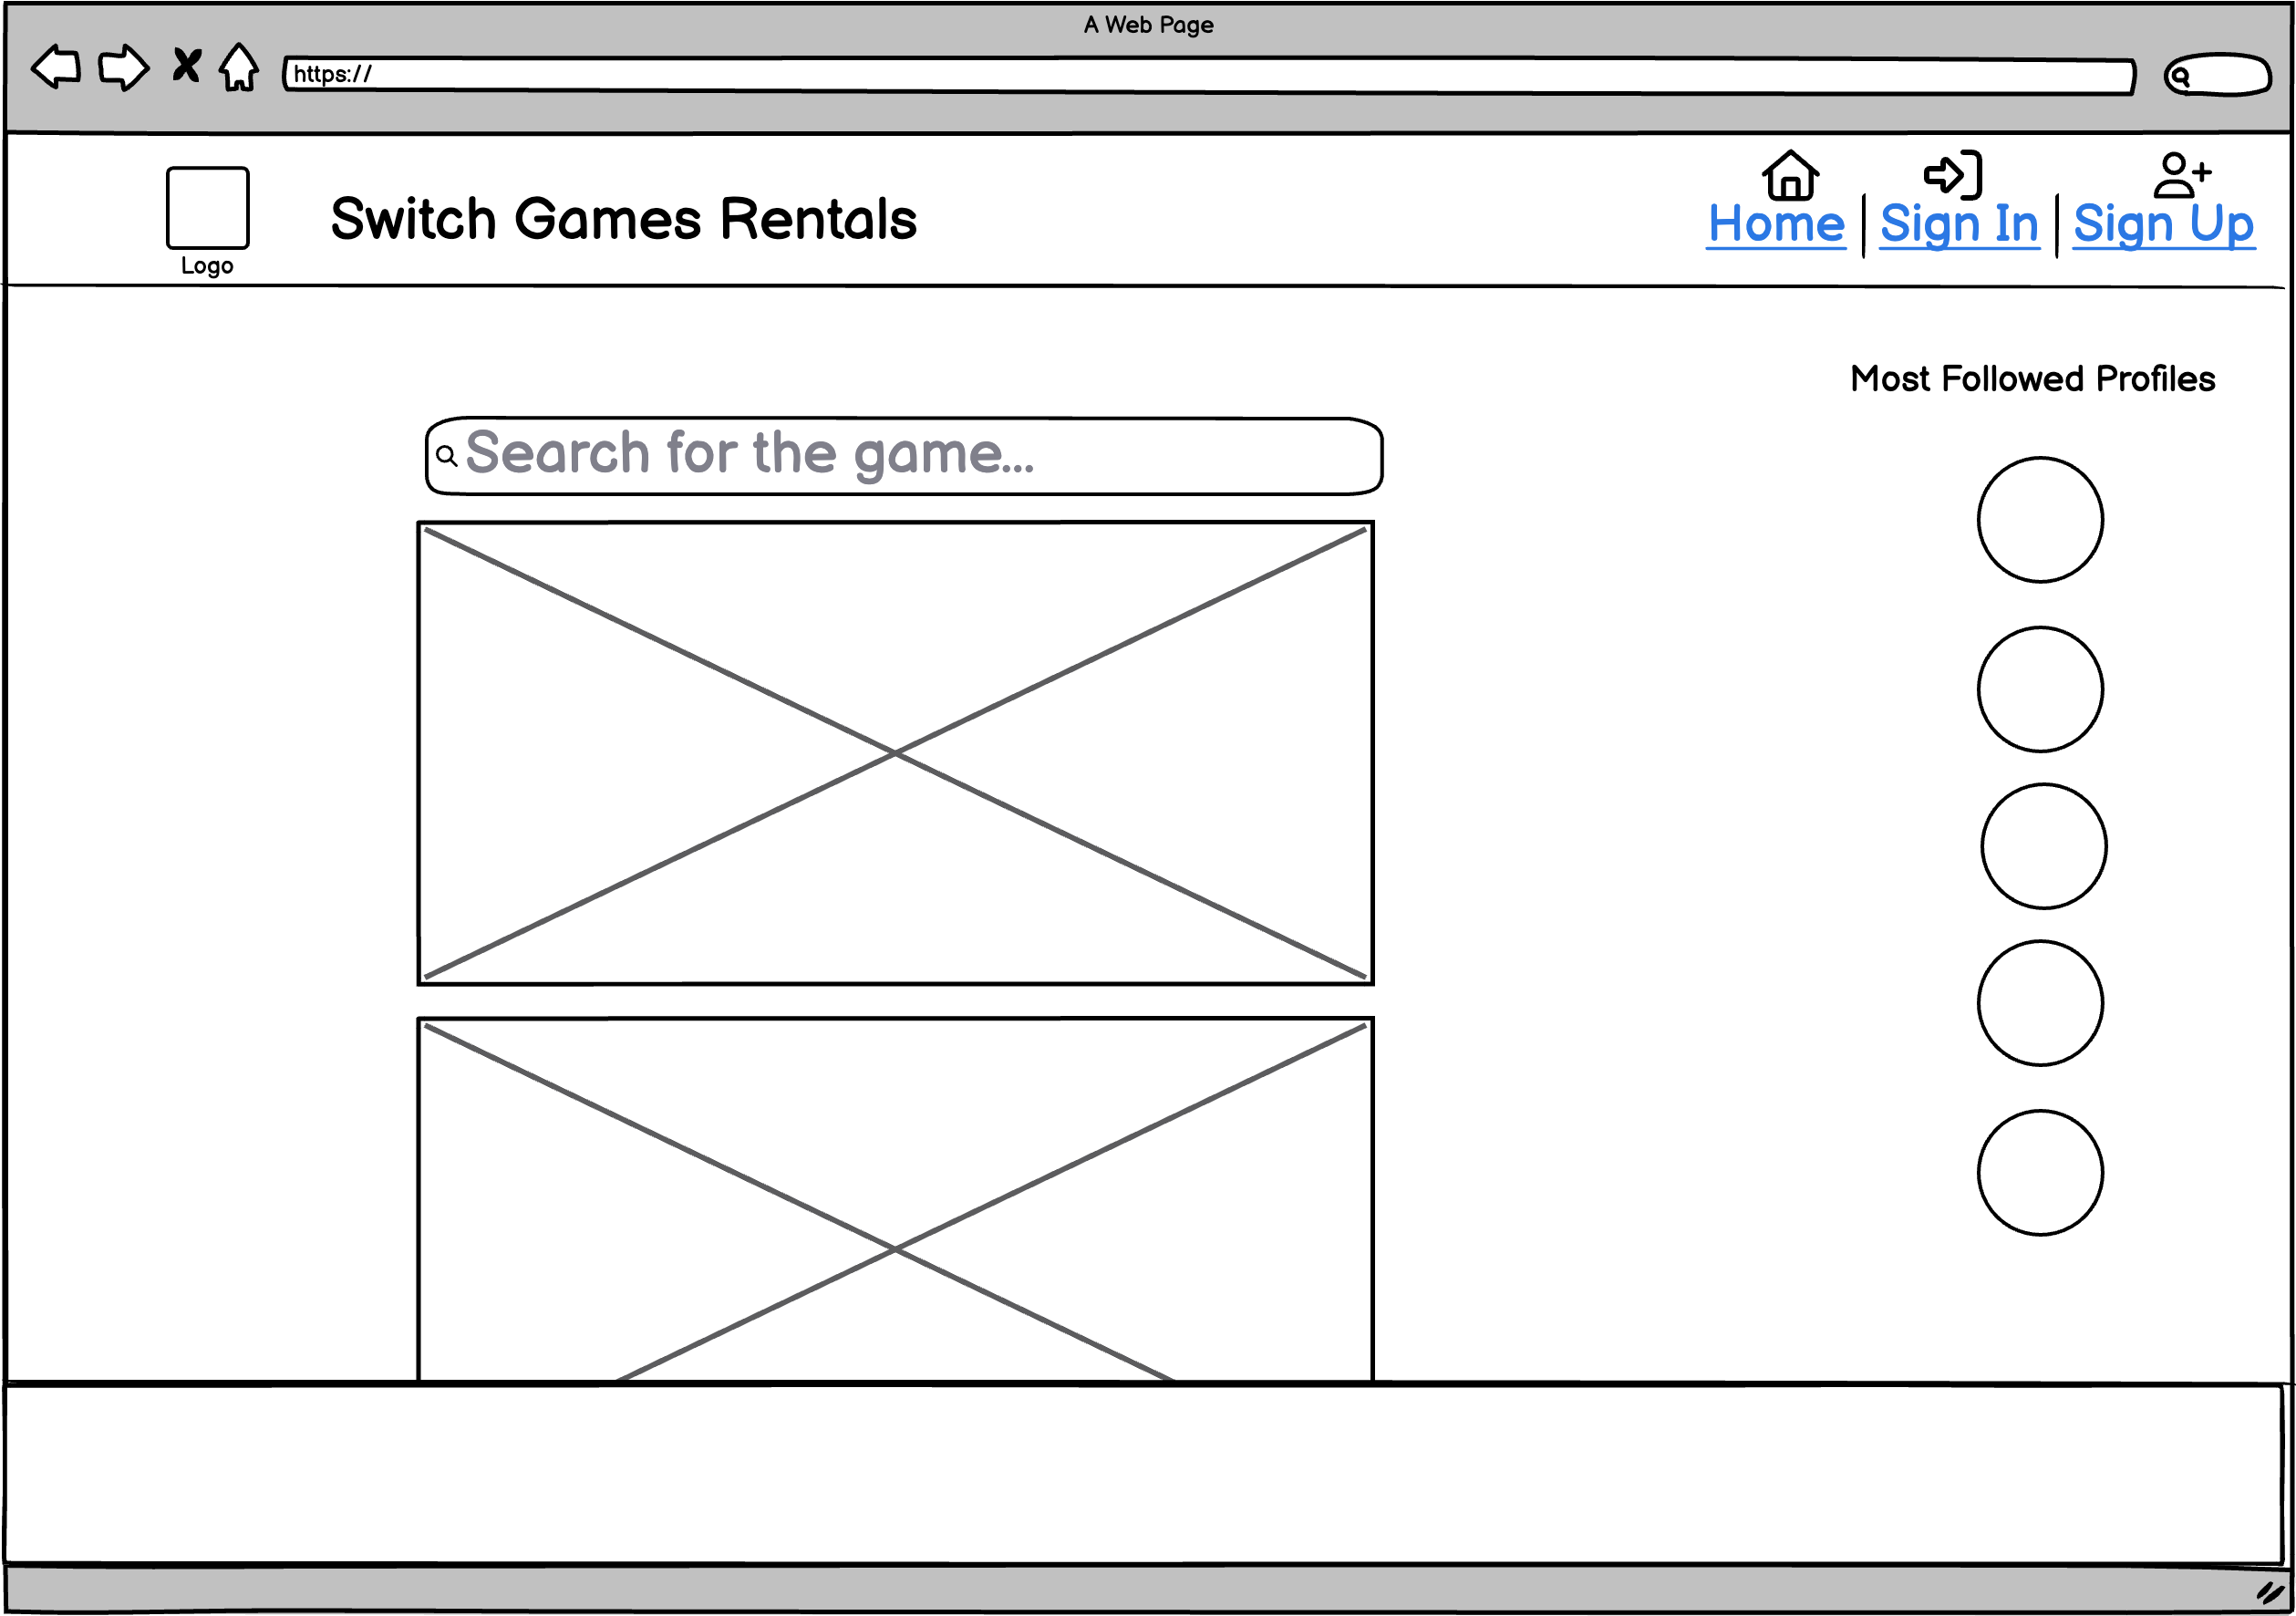 A Web Page
https://
Switch Games Rentals
Home | Sign In | Sign Up
Logo
Most Followed Profiles
Search for the game...